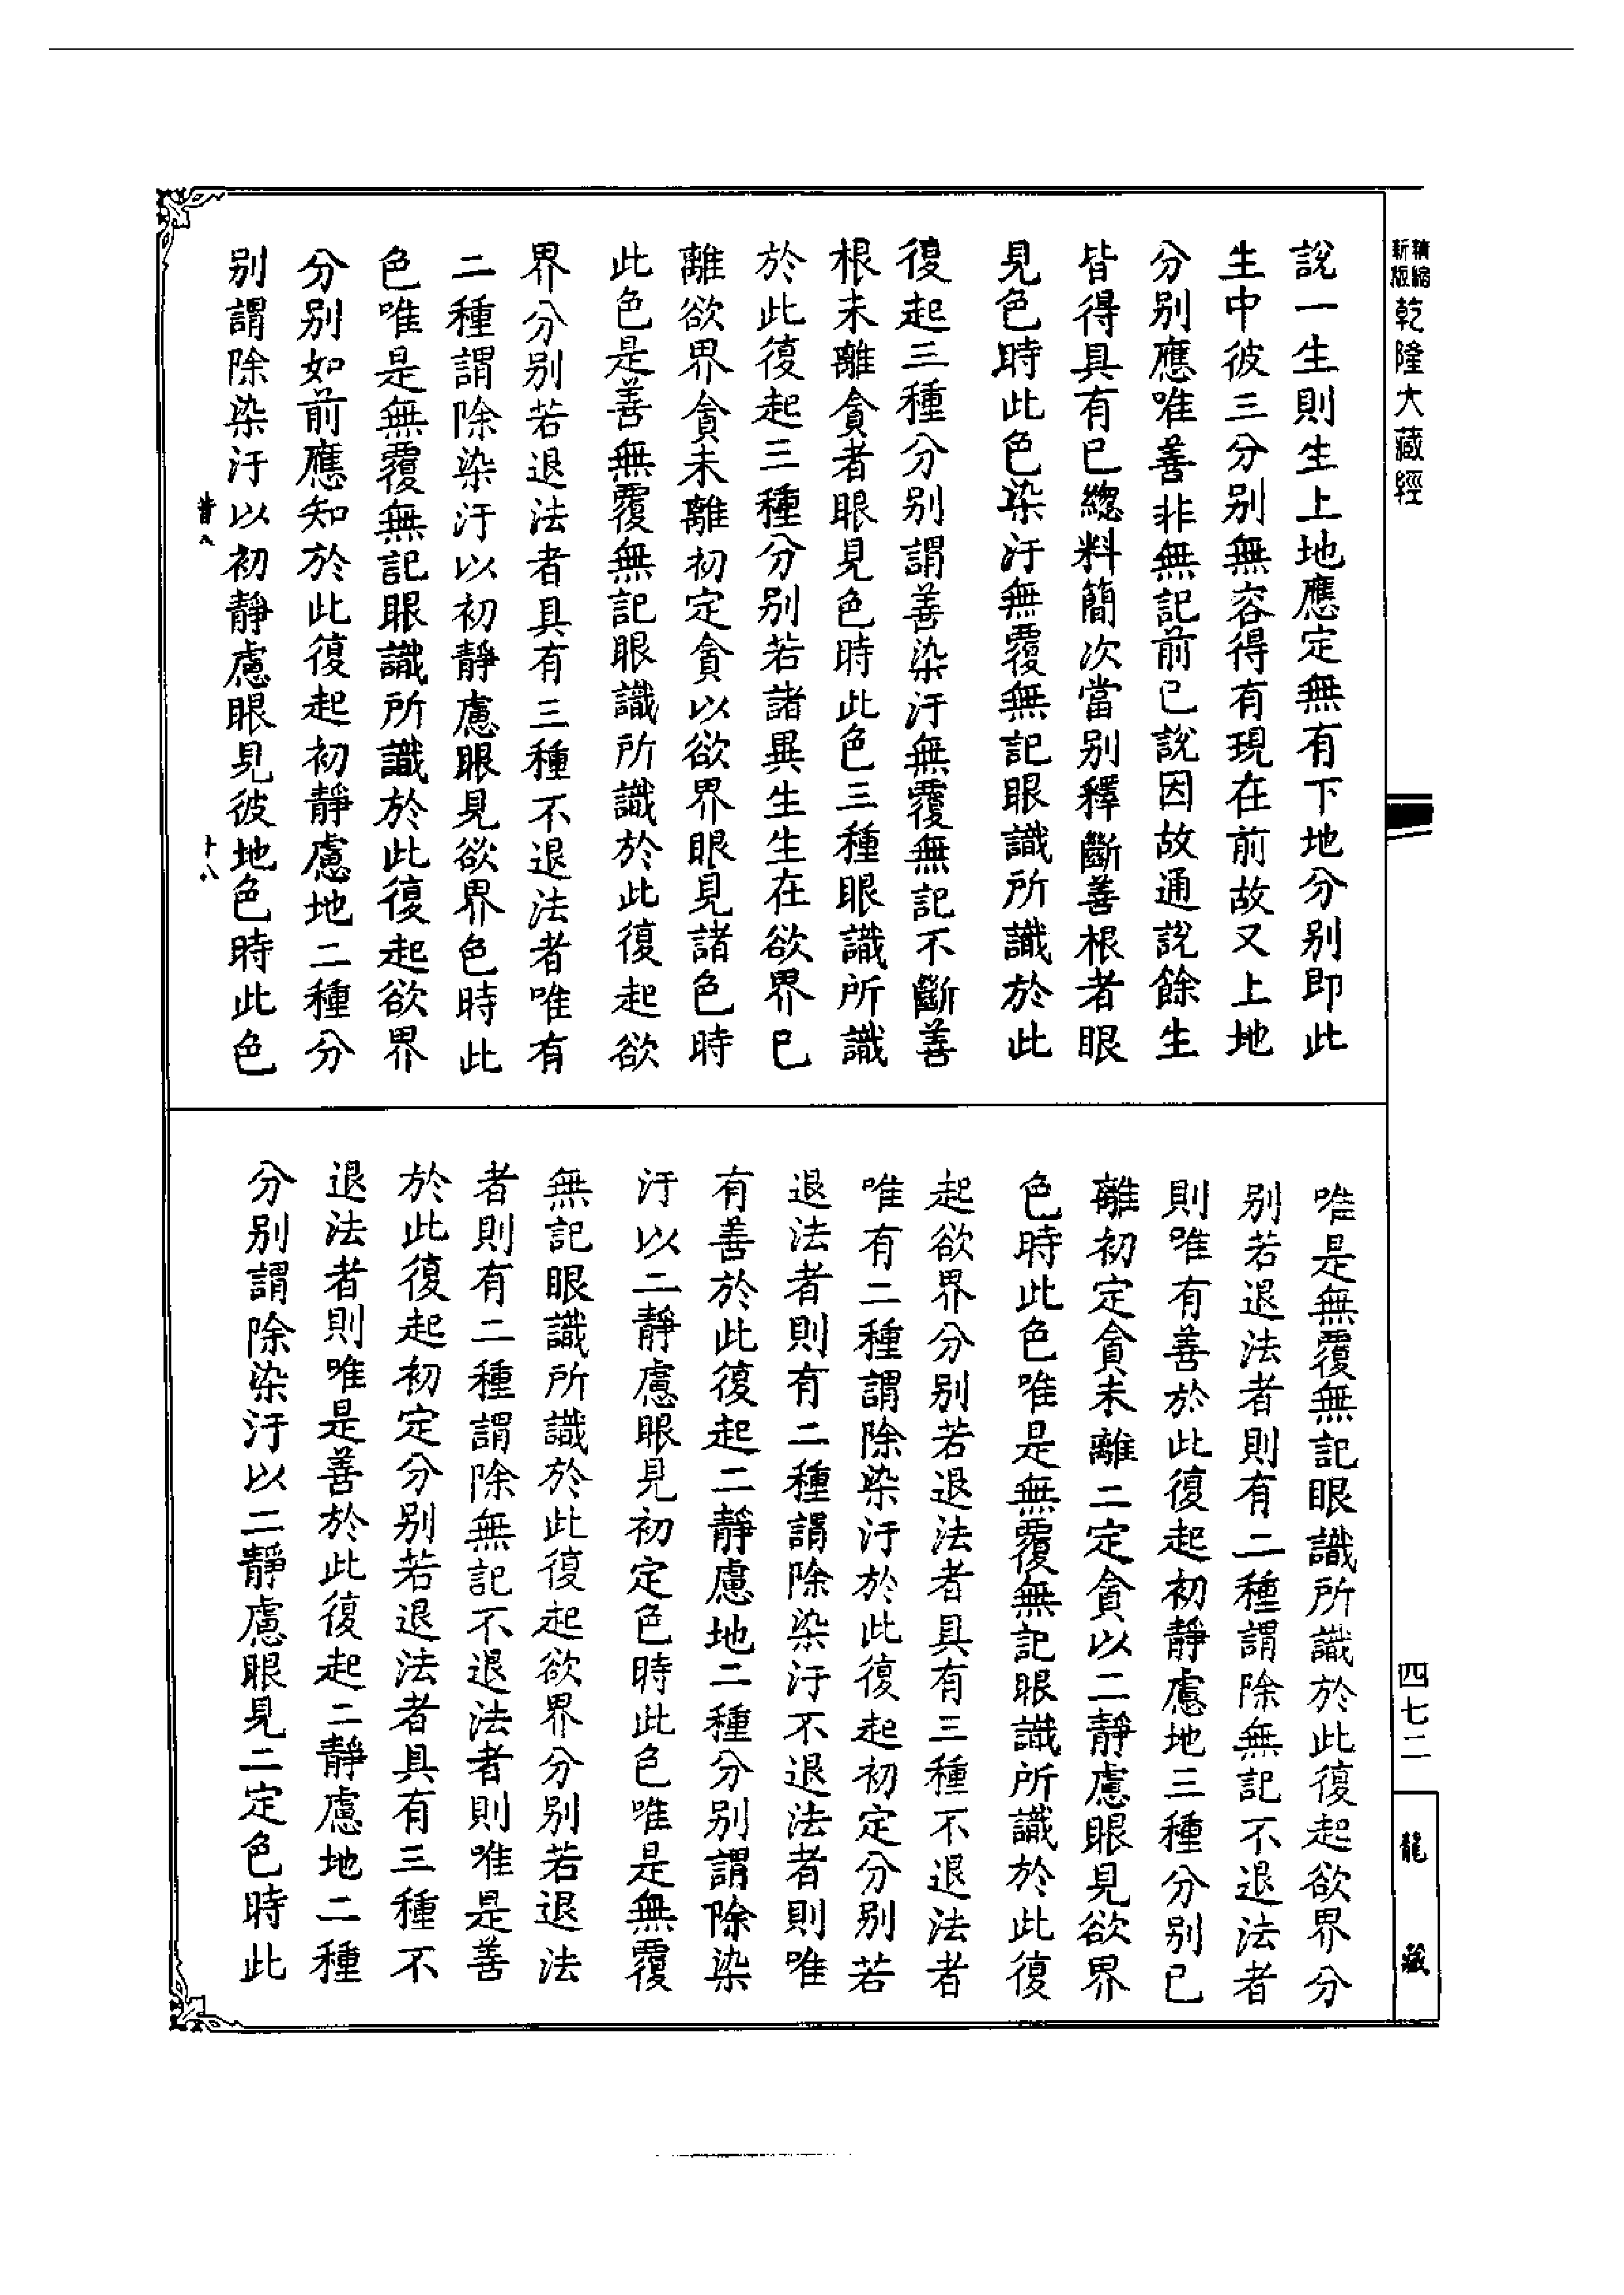 精縮
新版
乾隆大藏經
說一生則生上地應定無有下地分別即此
生中彼三分別無容得有現在前故又上地
分別應唯善非無記前已說因故通說餘生
皆得具有已總料簡次當別釋斷善根者眼
見色時此色染汙無覆無記眼識所識於此
復起三種分別謂善染汙無覆無記不斷善
根未離貪者眼見色時此色三種眼識所識
於此復起三種分別若諸異生生在欲界已
離欲界貪未離初定貪以欲界眼見諸色時
此色是善無覆無記眼識所識於此復起欲
界分別若退法者具有三種不退法者唯有
二種謂除染汙以初靜慮眼見欲界色時此
色唯是無覆無記眼識所識於此復起欲界
分別如前應知於此復起初靜慮地二種分
別謂除染汙以初靜慮眼見彼地色時此色
十八
唯是無覆無記眼識所識於此復起欲界分
別若退法者則有二種謂除無記不退法者
則唯有善於此復起初靜慮地三種分別已
離初定貪未離二定貪以二靜慮眼見欲界
色時此色唯是無覆無記眼識所識於此復
起欲界分別若退法者具有三種不退法者
唯有二種謂除染汙於此復起初定分別若
退法者則有二種謂除染汙不退法者則唯
有善於此復起二靜慮地二種分別謂除染
汙以二靜慮眼見初定色時此色唯是無覆
無記眼識所識於此復起欲界分別若退法
者則有二種謂除無記不退法者則唯是善
於此復起初定分別若退法者具有三種不
退法者則唯是善於此復起二靜慮地二種
分別謂除染汙以二靜慮眼見二定色時此
四七二
龍藏